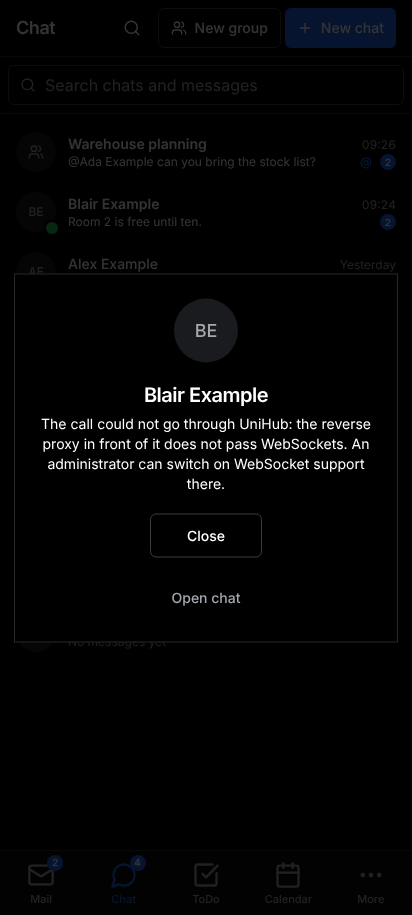 Chat
New group
New chat
Search chats and messages
Warehouse planning
09:26
@Ada Example can you bring the stock list?
@ 2
BE
Blair Example
09:24
Room 2 is free until ten.
2
AE
Alex Example
Yesterday
BE
Blair Example
The call could not go through UniHub: the reverse
proxy in front of it does not pass WebSockets. An
administrator can switch on WebSocket support
there.
Close
Open chat
No messages yet
2
4
Mail
Chat
ToDo
Calendar
More